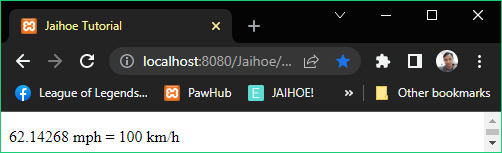 Jaihoe Tutorial
localhost:8080/Jaihoe/...
League of Legends...
PawHub
E
JAIHOE!
»
Other bookmarks
62.14268 mph = 100 km/h